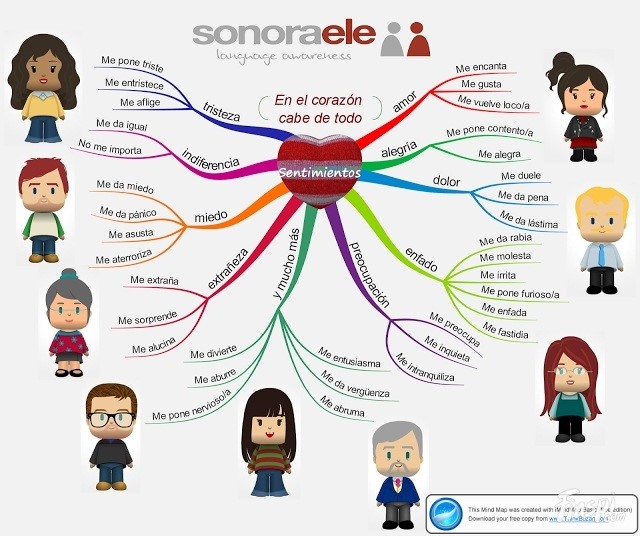 sonoraele
language awareness
En el corazón
cabe de todo
Sentimientos
tristeza
Me pone triste
Me entristece
Me aflige
indiferencia
Me da igual
No me importa
miedo
Me da miedo
Me da pánico
Me asusta
Me aterroriza
extrañeza
Me extraña
Me sorprende
Me alucina
y mucho más
Me divierte
Me aburre
Me pone nervioso/a
Me entusiasma
Me da vergüenza
Me abruma
preocupación
Me preocupa
Me inquieta
Me intranquiliza
enfado
Me da rabia
Me molesta
Me irrita
Me pone furioso/a
Me enfada
Me fastidia
dolor
Me duele
Me da pena
Me da lástima
alegría
Me pone contento/a
Me alegra
amor
Me encanta
Me gusta
Me vuelve loco/a
This Mind Map was created with
Download your free copy from